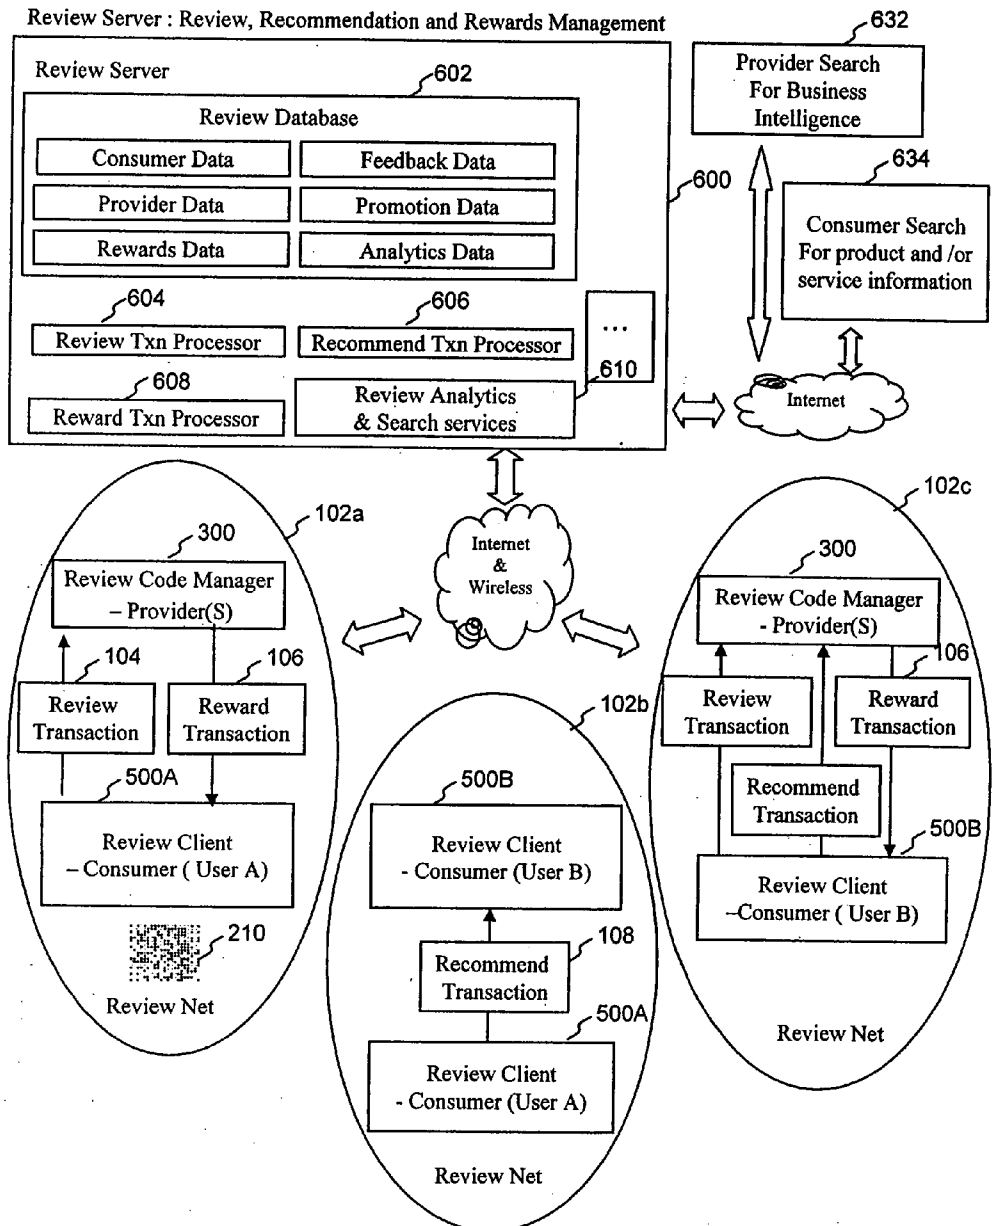 Review Server : Review, Recommendation and Rewards Management
632
Review Server
602
Provider Search
For Business
Intelligence
Review Database
Consumer Data
Feedback Data
Provider Data
Promotion Data
Rewards Data
Analytics Data
600
634
Consumer Search
For product and /or
service information
604
606
...
Review Txn Processor
Recommend Txn Processor
608
610
Reward Txn Processor
Review Analytics
& Search services
Internet
102a
300
Review Code Manager
– Provider(S)
104
106
Review
Transaction
Reward
Transaction
500A
Review Client
– Consumer ( User A)
210
Review Net
Internet
&
Wireless
102b
500B
Review Client
- Consumer (User B)
108
Recommend
Transaction
500A
Review Client
- Consumer (User A)
Review Net
102c
300
Review Code Manager
- Provider(S)
106
Review
Transaction
Reward
Transaction
Recommend
Transaction
500B
Review Client
–Consumer ( User B)
Review Net